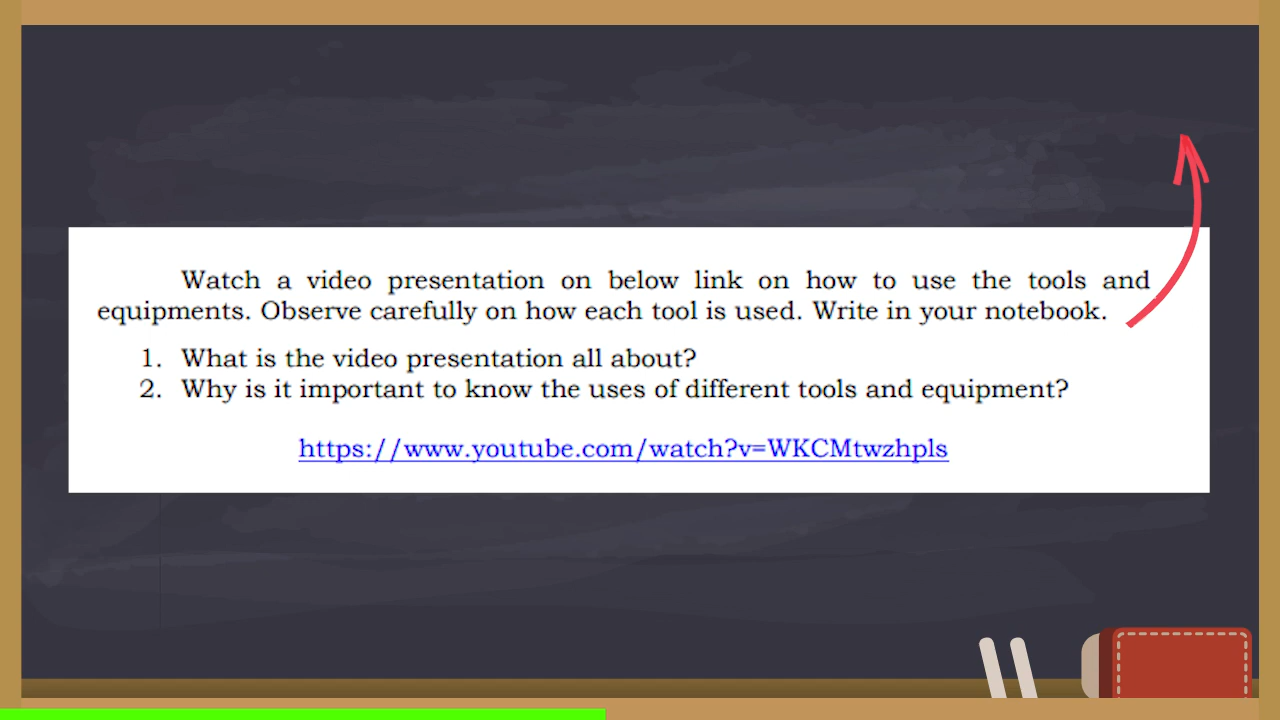 Watch a video presentation on below link on how to use the tools and
equipments. Observe carefully on how each tool is used. Write in your notebook.
1. What is the video presentation all about?
2. Why is it important to know the uses of different tools and equipment?
https://www.youtube.com/watch?v=WKCMtwzhpls